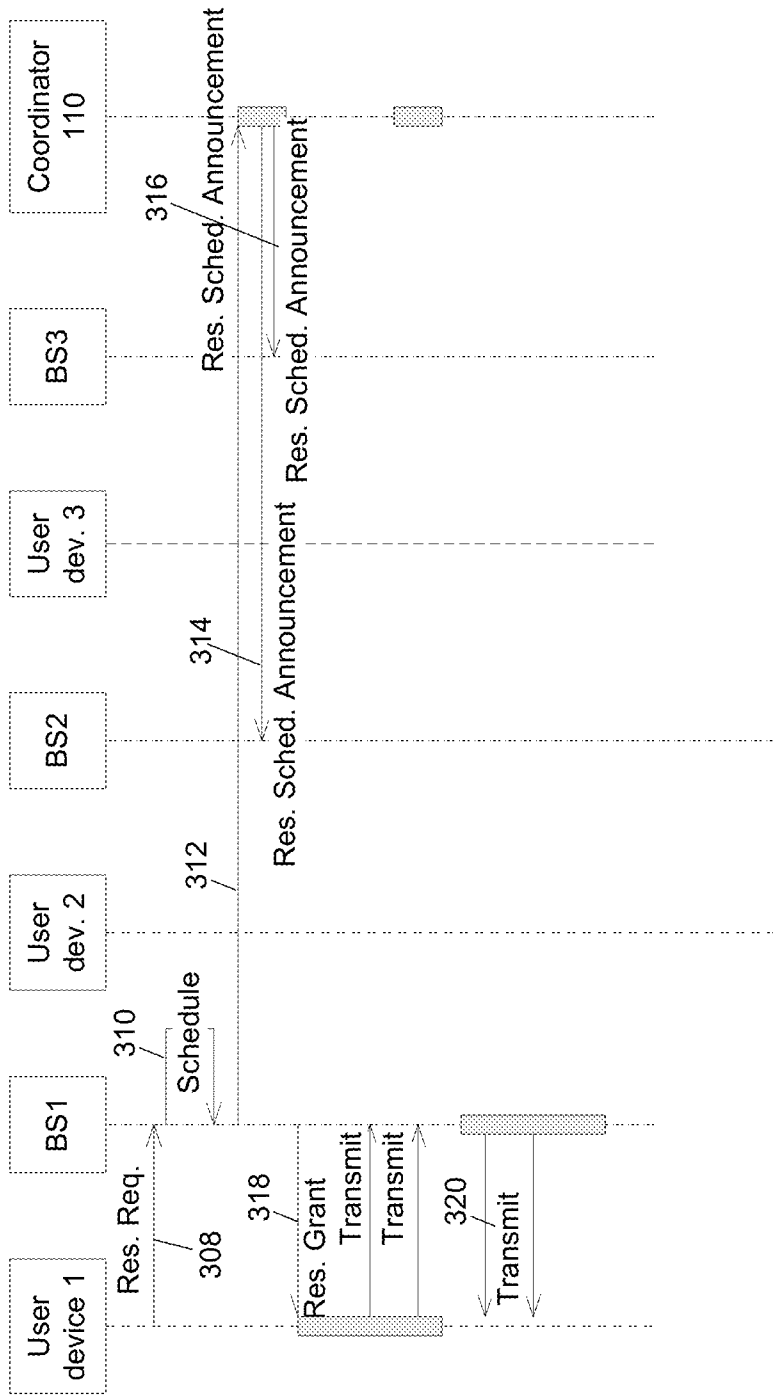 User
device 1
BS1
User
dev. 2
BS2
User
dev. 3
BS3
Coordinator
110
Res. Req.
308
310
Schedule
312
Res. Sched. Announcement
314
Res. Sched. Announcement
316
Res. Sched. Announcement
318
Res. Grant
Transmit
Transmit
320
Transmit